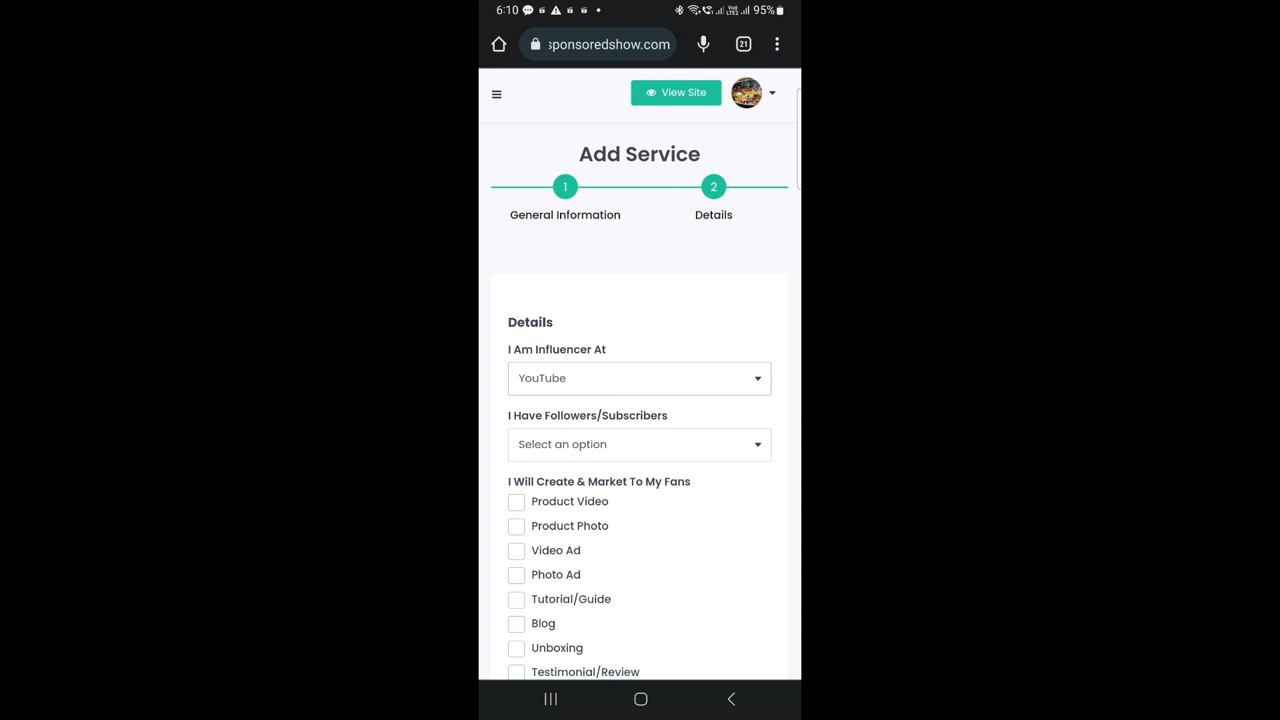 6:10 95%
sponsoredshow.com 21
View Site
Add Service
1 2
General Information Details
Details
I Am Influencer At
YouTube
I Have Followers/Subscribers
Select an option
I Will Create & Market To My Fans
Product Video
Product Photo
Video Ad
Photo Ad
Tutorial/Guide
Blog
Unboxing
Testimonial/Review